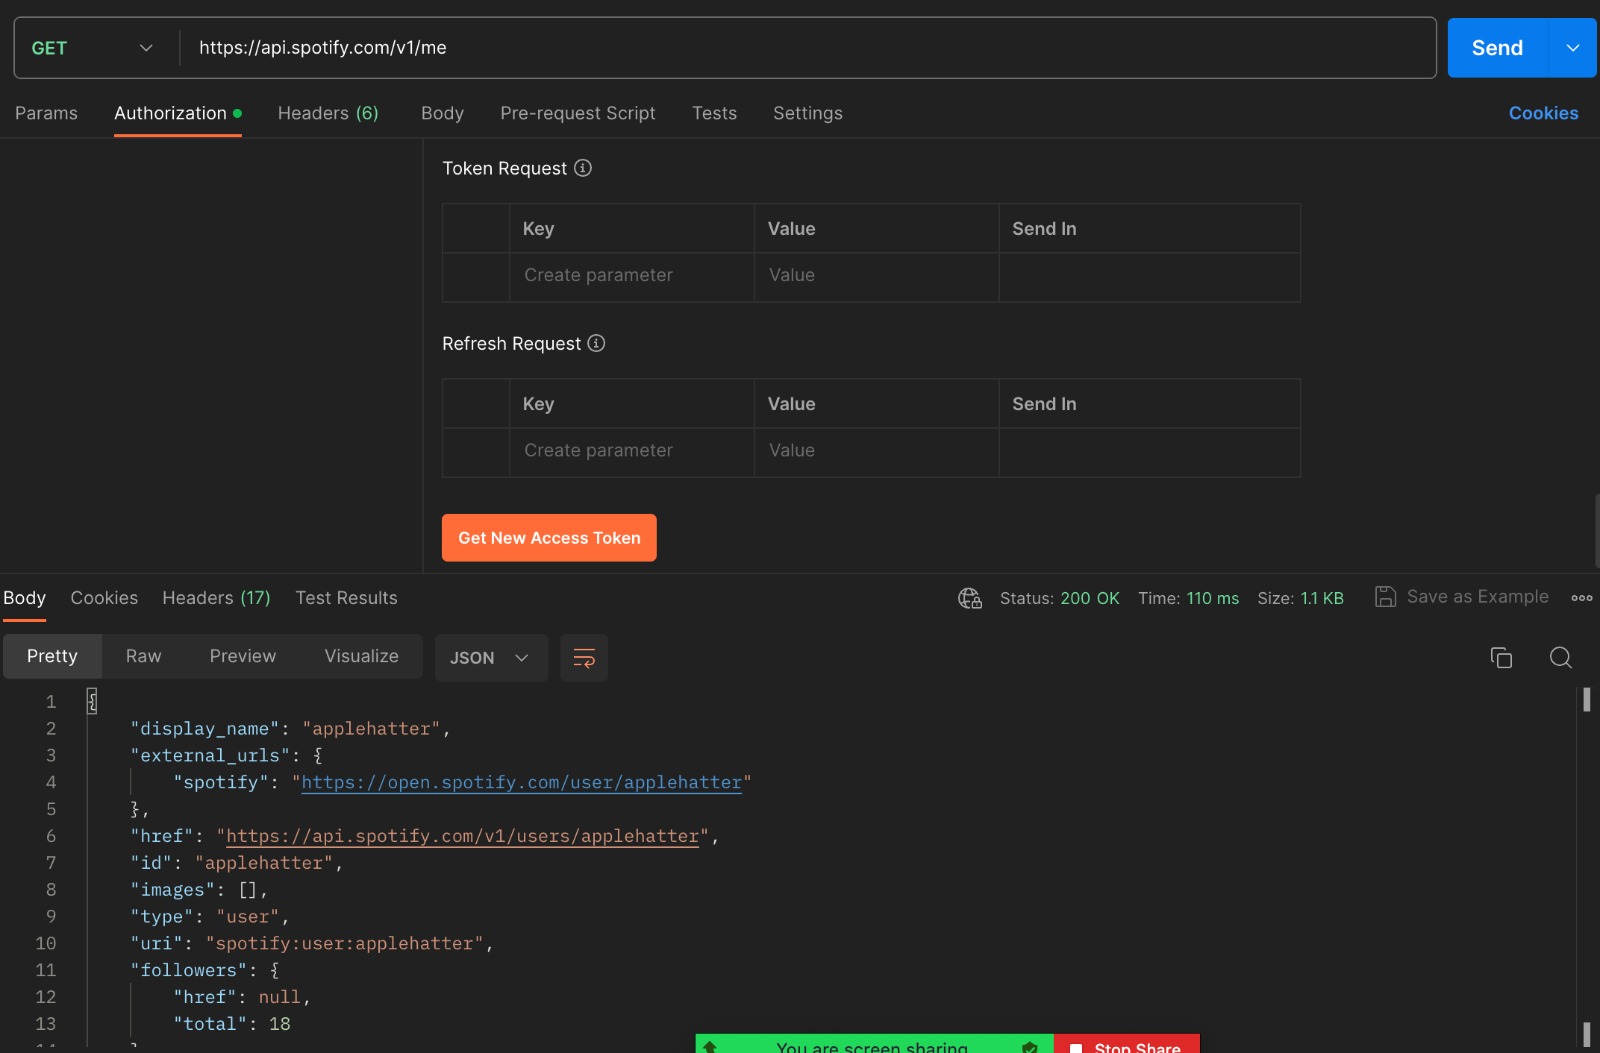 GET https://api.spotify.com/v1/me Send
Params Authorization Headers (6) Body Pre-request Script Tests Settings Cookies
Token Request
Key Value Send In
Create parameter Value
Refresh Request
Key Value Send In
Create parameter Value
Get New Access Token
Body Cookies Headers (17) Test Results Status: 200 OK Time: 110 ms Size: 1.1 KB Save as Example
Pretty Raw Preview Visualize JSON
1 {
2 "display_name": "applehatter",
3 "external_urls": {
4 "spotify": "https://open.spotify.com/user/applehatter"
5 },
6 "href": "https://api.spotify.com/v1/users/applehatter",
7 "id": "applehatter",
8 "images": [],
9 "type": "user",
10 "uri": "spotify:user:applehatter",
11 "followers": {
12 "href": null,
13 "total": 18
You are screen sharing Stop Share